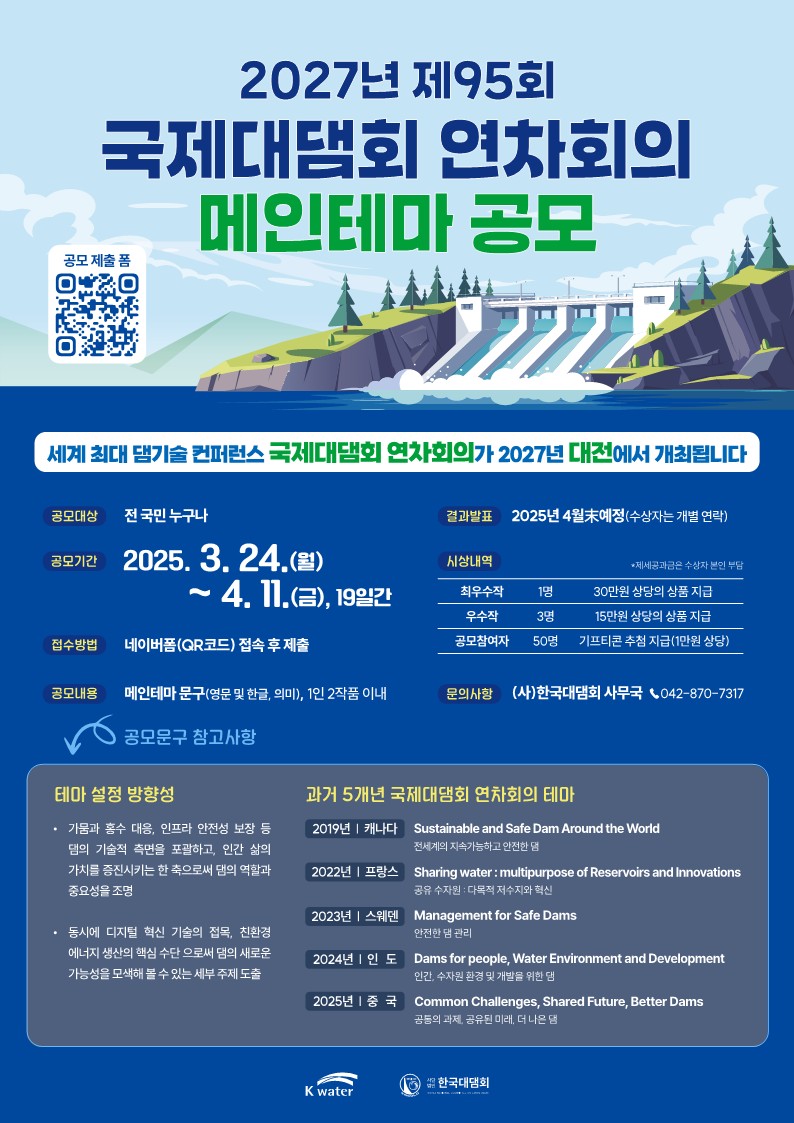 2027년 제95회
국제대댐회 연차회의
메인테마 공모
공모 제출 폼
세계 최대 댐기술 컨퍼런스 국제대댐회 연차회의가 2027년 대전에서 개최됩니다
공모대상 전 국민 누구나
공모기간 2025. 3. 24.(월)
~ 4. 11.(금), 19일간
접수방법 네이버폼(QR코드) 접속 후 제출
공모내용 메인테마 문구(영문 및 한글, 의미), 1인 2작품 이내
결과발표 2025년 4월末예정(수상자는 개별 연락)
시상내역 *제세공과금은 수상자 본인 부담
최우수작 1명 30만원 상당의 상품 지급
우수작 3명 15만원 상당의 상품 지급
공모참여자 50명 기프티콘 추첨 지급(1만원 상당)
문의사항 (사)한국대댐회 사무국 042-870-7317
공모문구 참고사항
테마 설정 방향성
• 가뭄과 홍수 대응, 인프라 안전성 보장 등
댐의 기술적 측면을 포괄하고, 인간 삶의
가치를 증진시키는 한 축으로써 댐의 역할과
중요성을 조명
• 동시에 디지털 혁신 기술의 접목, 친환경
에너지 생산의 핵심 수단 으로써 댐의 새로운
가능성을 모색해 볼 수 있는 세부 주제 도출
과거 5개년 국제대댐회 연차회의 테마
2019년 | 캐나다 Sustainable and Safe Dam Around the World
전세계의 지속가능하고 안전한 댐
2022년 | 프랑스 Sharing water : multipurpose of Reservoirs and Innovations
공유 수자원 : 다목적 저수지와 혁신
2023년 | 스웨덴 Management for Safe Dams
안전한 댐 관리
2024년 | 인 도 Dams for people, Water Environment and Development
인간, 수자원 환경 및 개발을 위한 댐
2025년 | 중 국 Common Challenges, Shared Future, Better Dams
공통의 과제, 공유된 미래, 더 나은 댐
K water
사단법인 한국대댐회